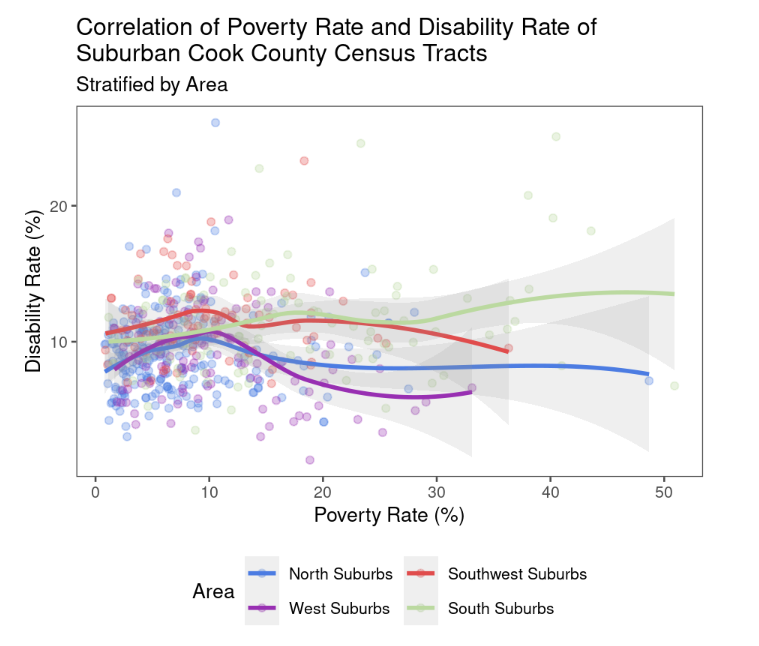 Correlation of Poverty Rate and Disability Rate of
Suburban Cook County Census Tracts
Stratified by Area
Disability Rate (%)
20
10
0 10 20 30 40 50
Poverty Rate (%)
Area
North Suburbs
Southwest Suburbs
West Suburbs
South Suburbs